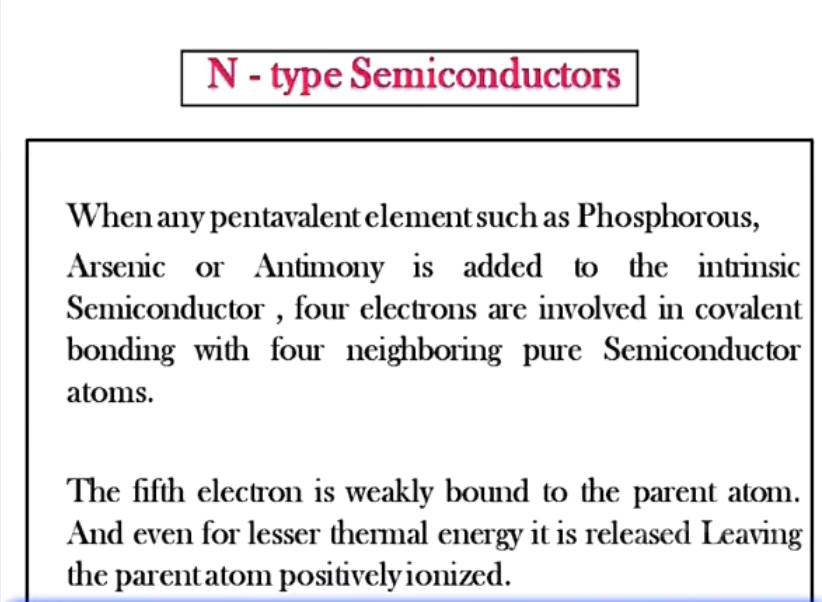 N - type Semiconductors
When any pentavalent element such as Phosphorous,
Arsenic or Antimony is added to the intrinsic
Semiconductor , four electrons are involved in covalent
bonding with four neighboring pure Semiconductor
atoms.
The fifth electron is weakly bound to the parent atom.
And even for lesser thermal energy it is released Leaving
the parent atom positively ionized.